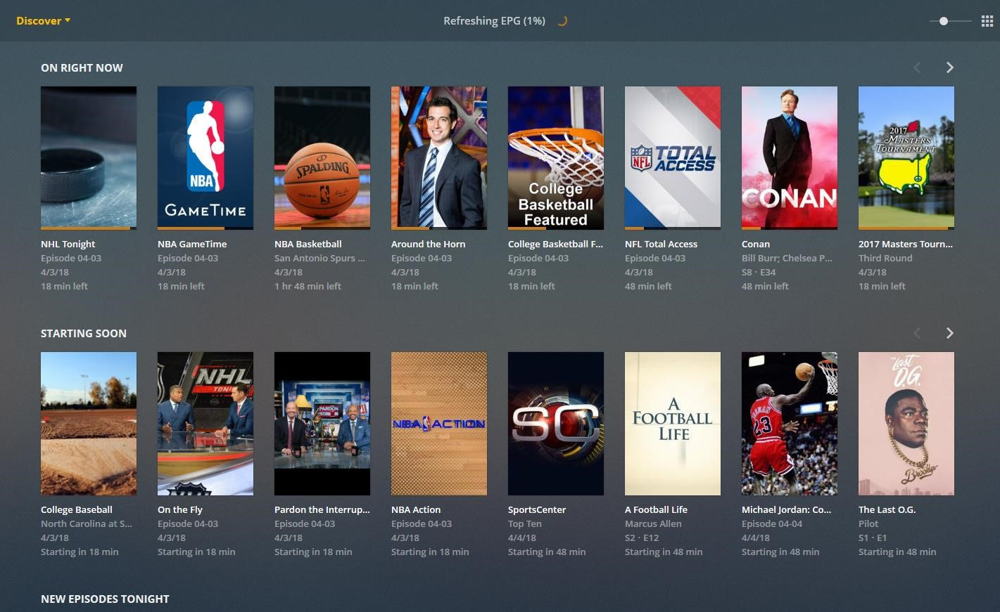 Discover
Refreshing EPG (1%)
ON RIGHT NOW
NBA
GAMETIME
SPALDING
College
Basketball
Featured
NFL
TOTAL
ACCESS
CONAN
2017
MASTERS
TOURNAMENT
NHL Tonight
Episode 04-03
4/3/18
18 min left
NBA GameTime
Episode 04-03
4/3/18
18 min left
NBA Basketball
San Antonio Spurs ...
4/3/18
1 hr 48 min left
Around the Horn
Episode 04-03
4/3/18
18 min left
College Basketball F...
Episode 04-03
4/3/18
18 min left
NFL Total Access
Episode 04-03
4/3/18
48 min left
Conan
Bill Burr; Chelsea P...
S8 · E34
48 min left
2017 Masters Tourn...
Third Round
4/3/18
18 min left
STARTING SOON
NHL
TONI
PARDON
NBA ACTION
SC
A
FOOTBALL
LIFE
23
THE
Last
O.G.
Brooklyn
College Baseball
North Carolina at S...
4/3/18
Starting in 18 min
On the Fly
Episode 04-03
4/3/18
Starting in 18 min
Pardon the Interrup...
Episode 04-03
4/3/18
Starting in 18 min
NBA Action
Episode 04-03
4/3/18
Starting in 18 min
SportsCenter
Top Ten
4/4/18
Starting in 48 min
A Football Life
Marcus Allen
S2 · E12
Starting in 48 min
Michael Jordan: Co...
Episode 04-04
4/4/18
Starting in 48 min
The Last O.G.
Pilot
S1 · E1
Starting in 48 min
NEW EPISODES TONIGHT